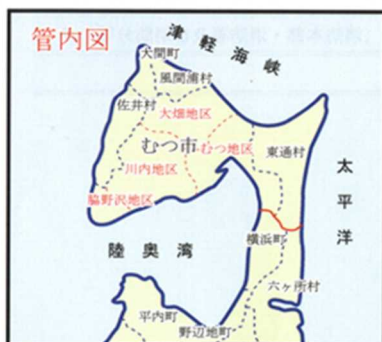 管内図
津軽海峡
大間町
風間浦村
佐井村
大畑地区
むつ市
むつ地区
東通村
川内地区
脇野沢地区
太平洋
陸奥湾
横浜町
六ヶ所村
平内町
野辺地町